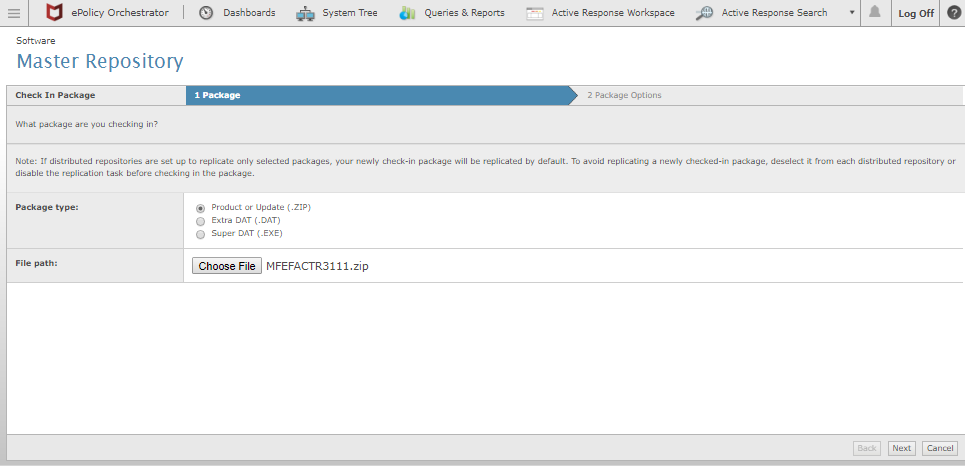 ePolicy Orchestrator Dashboards System Tree Queries & Reports Active Response Workspace Active Response Search Log Off ?
Software
Master Repository
Check In Package 1 Package 2 Package Options
What package are you checking in?
Note: If distributed repositories are set up to replicate only selected packages, your newly check-in package will be replicated by default. To avoid replicating a newly checked-in package, deselect it from each distributed repository or
disable the replication task before checking in the package.
Package type: Product or Update (.ZIP)
Extra DAT (.DAT)
Super DAT (.EXE)
File path: Choose File MFEFACTR3111.zip
Back Next Cancel